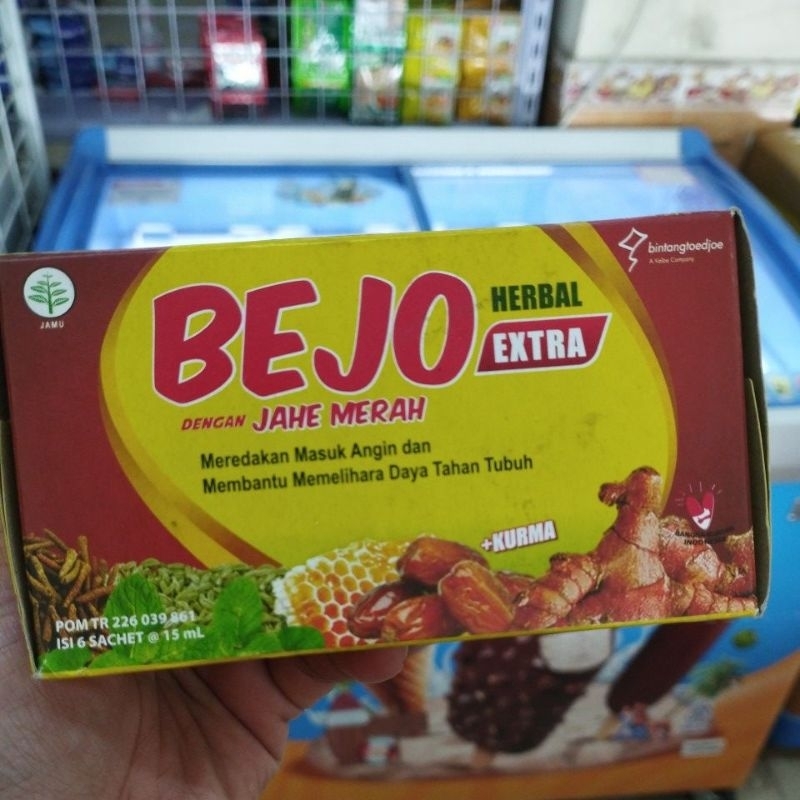 JAMU
bintangtoedjoe
A Kalbe Company
BEJO
HERBAL
EXTRA
DENGAN JAHE MERAH
Meredakan Masuk Angin dan
Membantu Memelihara Daya Tahan Tubuh
+KURMA
POM TR 226 039 861
ISI 6 SACHET @ 15 mL